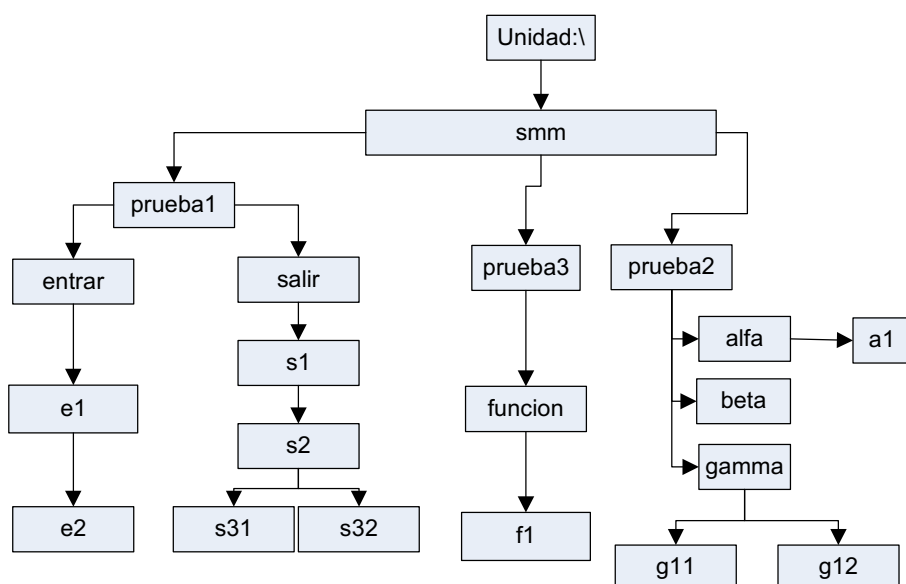 Unidad:\
smm
prueba1
prueba3
prueba2
entrar
salir
alfa
a1
s1
e1
funcion
beta
s2
gamma
e2
s31
s32
f1
g11
g12